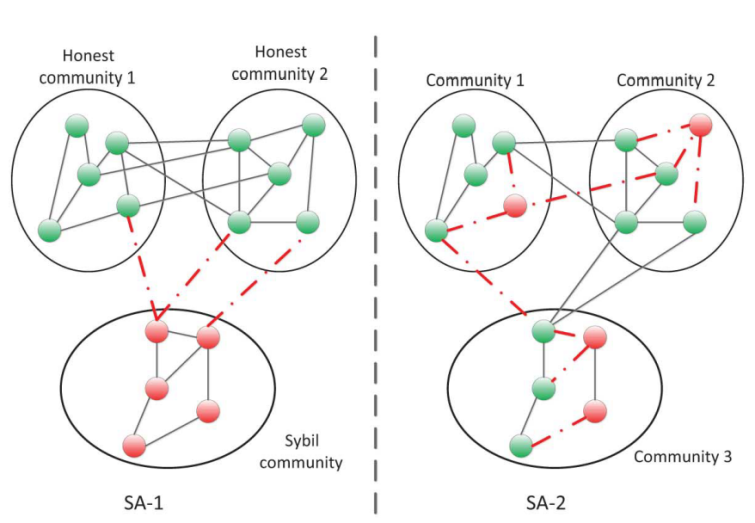 Honest
community 1
Honest
community 2
Sybil
community
SA-1
Community 1
Community 2
Community 3
SA-2